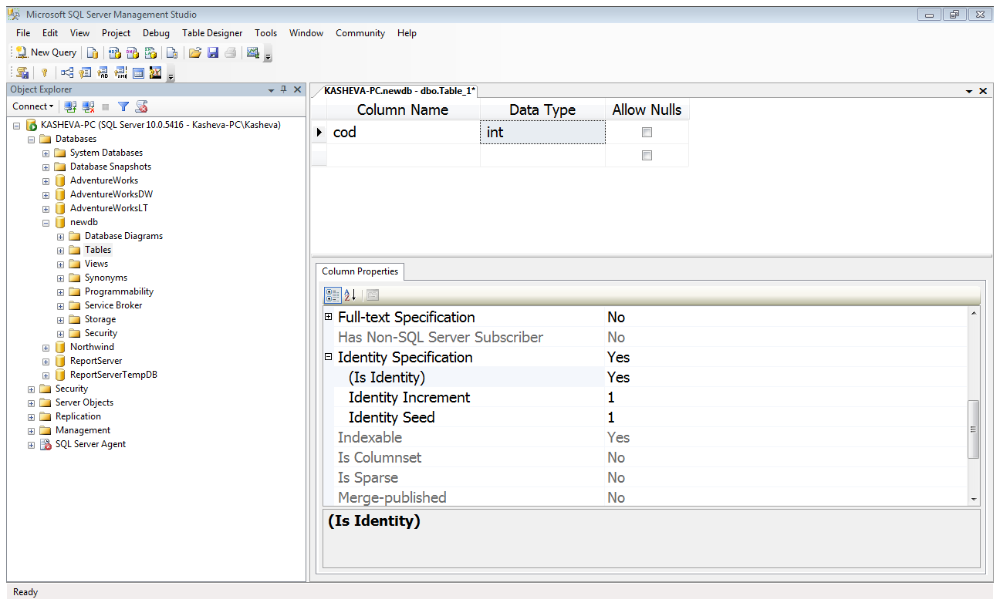 Microsoft SQL Server Management Studio
File Edit View Project Debug Table Designer Tools Window Community Help
New Query
Object Explorer
Connect
KASHEVA-PC (SQL Server 10.0.5416 - Kasheva-PC\Kasheva)
Databases
System Databases
Database Snapshots
AdventureWorks
AdventureWorksDW
AdventureWorksLT
newdb
Database Diagrams
Tables
Views
Synonyms
Programmability
Service Broker
Storage
Security
Northwind
ReportServer
ReportServerTempDB
Security
Server Objects
Replication
Management
SQL Server Agent
KASHEVA-PC.newdb - dbo.Table_1*
Column Name Data Type Allow Nulls
cod int
Column Properties
Full-text Specification No
Has Non-SQL Server Subscriber No
Identity Specification Yes
(Is Identity) Yes
Identity Increment 1
Identity Seed 1
Indexable Yes
Is Columnset No
Is Sparse No
Merge-published No
(Is Identity)
Ready